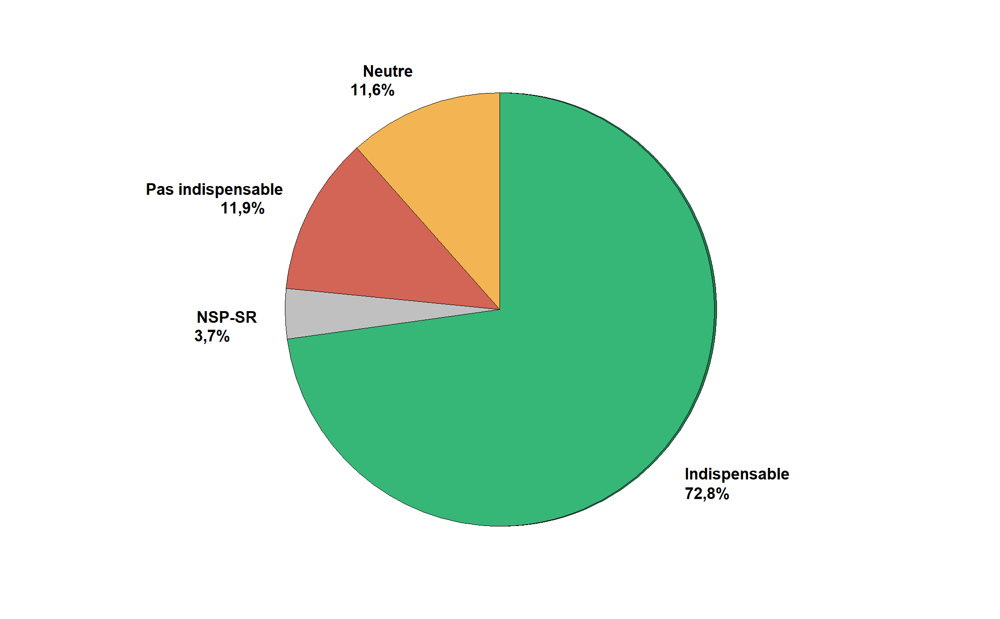 Neutre
11,6%
Pas indispensable
11,9%
NSP-SR
3,7%
Indispensable
72,8%